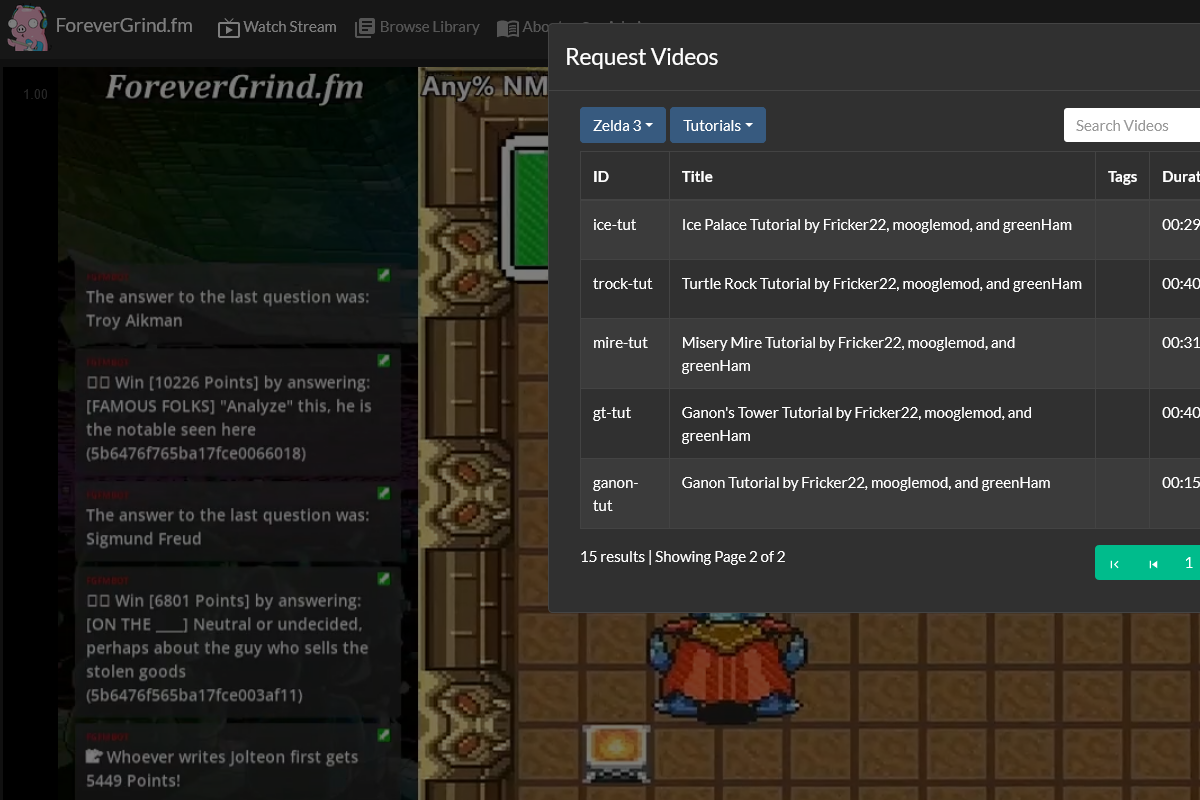 ForeverGrind.fm
Watch Stream
Browse Library
Abo
Request Videos
1.00
ForeverGrind.fm
Any% NM
Zelda 3
Tutorials
Search Videos
ID Title Tags Durat
ice-tut Ice Palace Tutorial by Fricker22, mooglemod, and greenHam 00:29
trock-tut Turtle Rock Tutorial by Fricker22, mooglemod, and greenHam 00:40
mire-tut Misery Mire Tutorial by Fricker22, mooglemod, and 00:31
greenHam
gt-tut Ganon's Tower Tutorial by Fricker22, mooglemod, and 00:40
greenHam
ganon- Ganon Tutorial by Fricker22, mooglemod, and greenHam 00:15
tut
15 results | Showing Page 2 of 2
1
FGFMBOT
The answer to the last question was:
Troy Aikman
FGFMBOT
Win [10226 Points] by answering:
[FAMOUS FOLKS] "Analyze" this, he is
the notable seen here
(5b6476f765ba17fce0066018)
FGFMBOT
The answer to the last question was:
Sigmund Freud
FGFMBOT
Win [6801 Points] by answering:
[ON THE ____] Neutral or undecided,
perhaps about the guy who sells the
stolen goods
(5b6476f565ba17fce003af11)
FGFMBOT
Whoever writes Jolteon first gets
5449 Points!